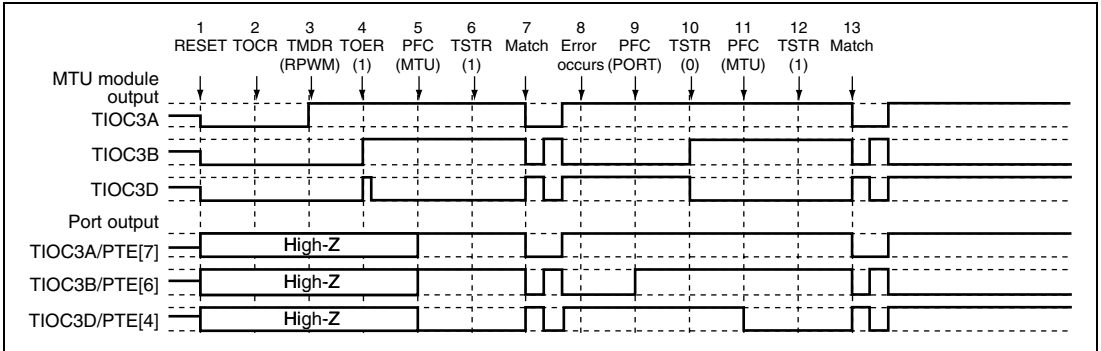 1 2 3 4 5 6 7 8 9 10 11 12 13
RESET TOCR TMDR TOER PFC TSTR Match Error PFC TSTR PFC TSTR Match
(RPWM) (1) (MTU) (1) occurs (PORT) (0) (MTU) (1)
MTU module
output
TIOC3A
TIOC3B
TIOC3D
Port output
TIOC3A/PTE[7] High-Z
TIOC3B/PTE[6] High-Z
TIOC3D/PTE[4] High-Z